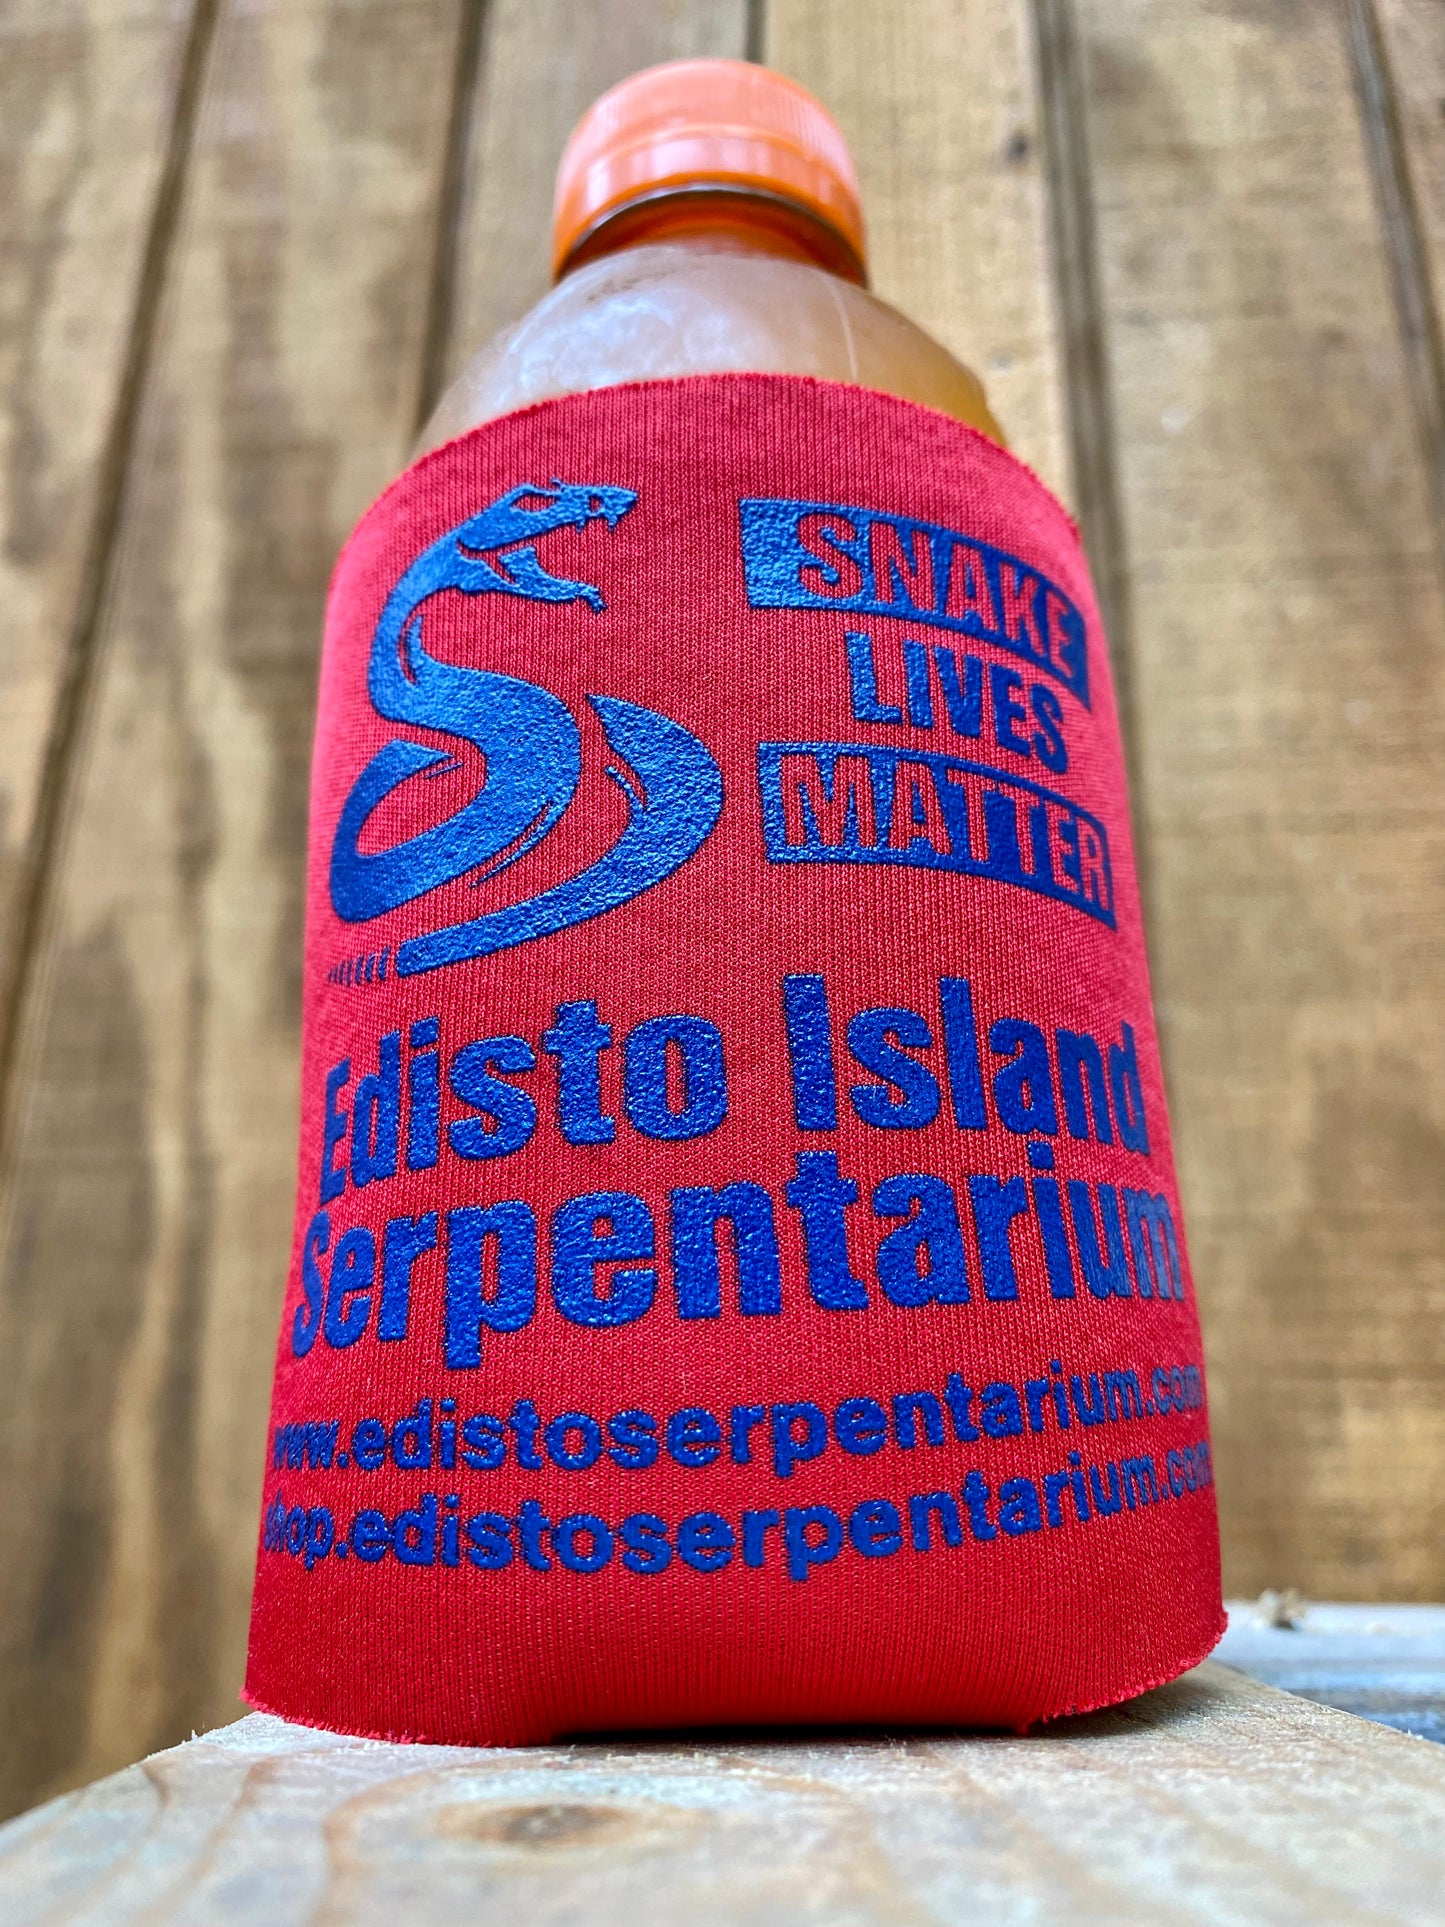 SNAKE
LIVES
MATTER
Edisto Island
Serpentarium
www.edistoserpentarium.com
shop.edistoserpentarium.com